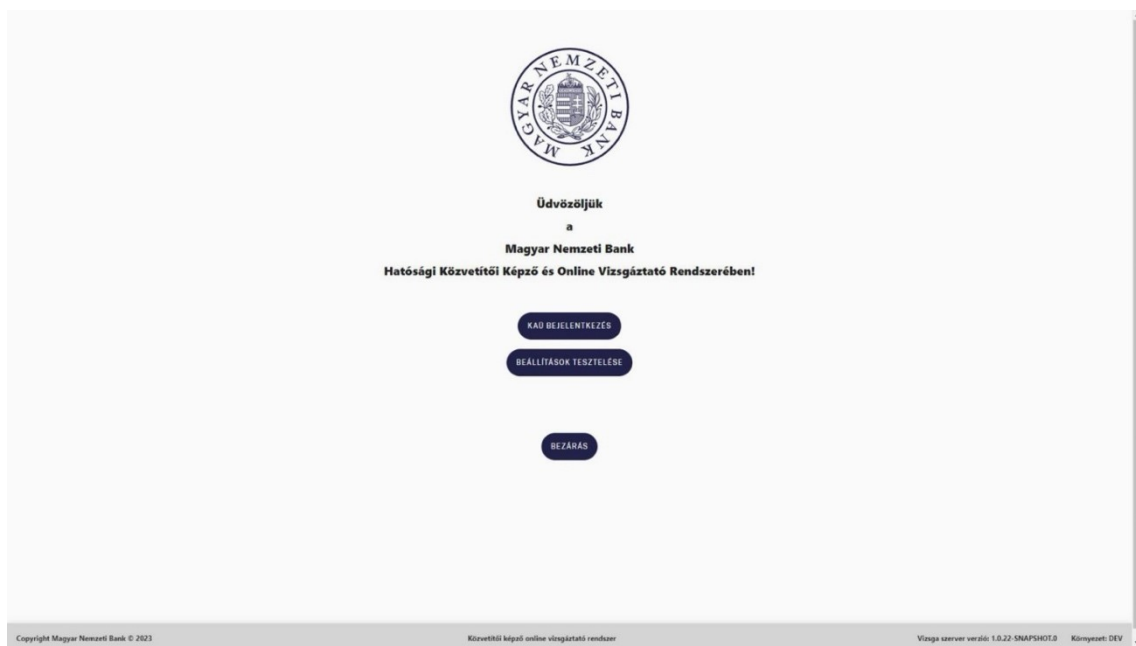 MAGYAR NEMZETI BANK
Üdvözöljük
a
Magyar Nemzeti Bank
Hatósági Közvetítői Képző és Online Vizsgáztató Rendszerében!
KAÜ BEJELENTKEZÉS
BEÁLLÍTÁSOK TESZTELÉSE
BEZÁRÁS
Copyright Magyar Nemzeti Bank © 2023
Közvetítői képző online vizsgáztató rendszer
Vizsga szerver verzió: 1.0.22-SNAPSHOT.0 Környezet: DEV